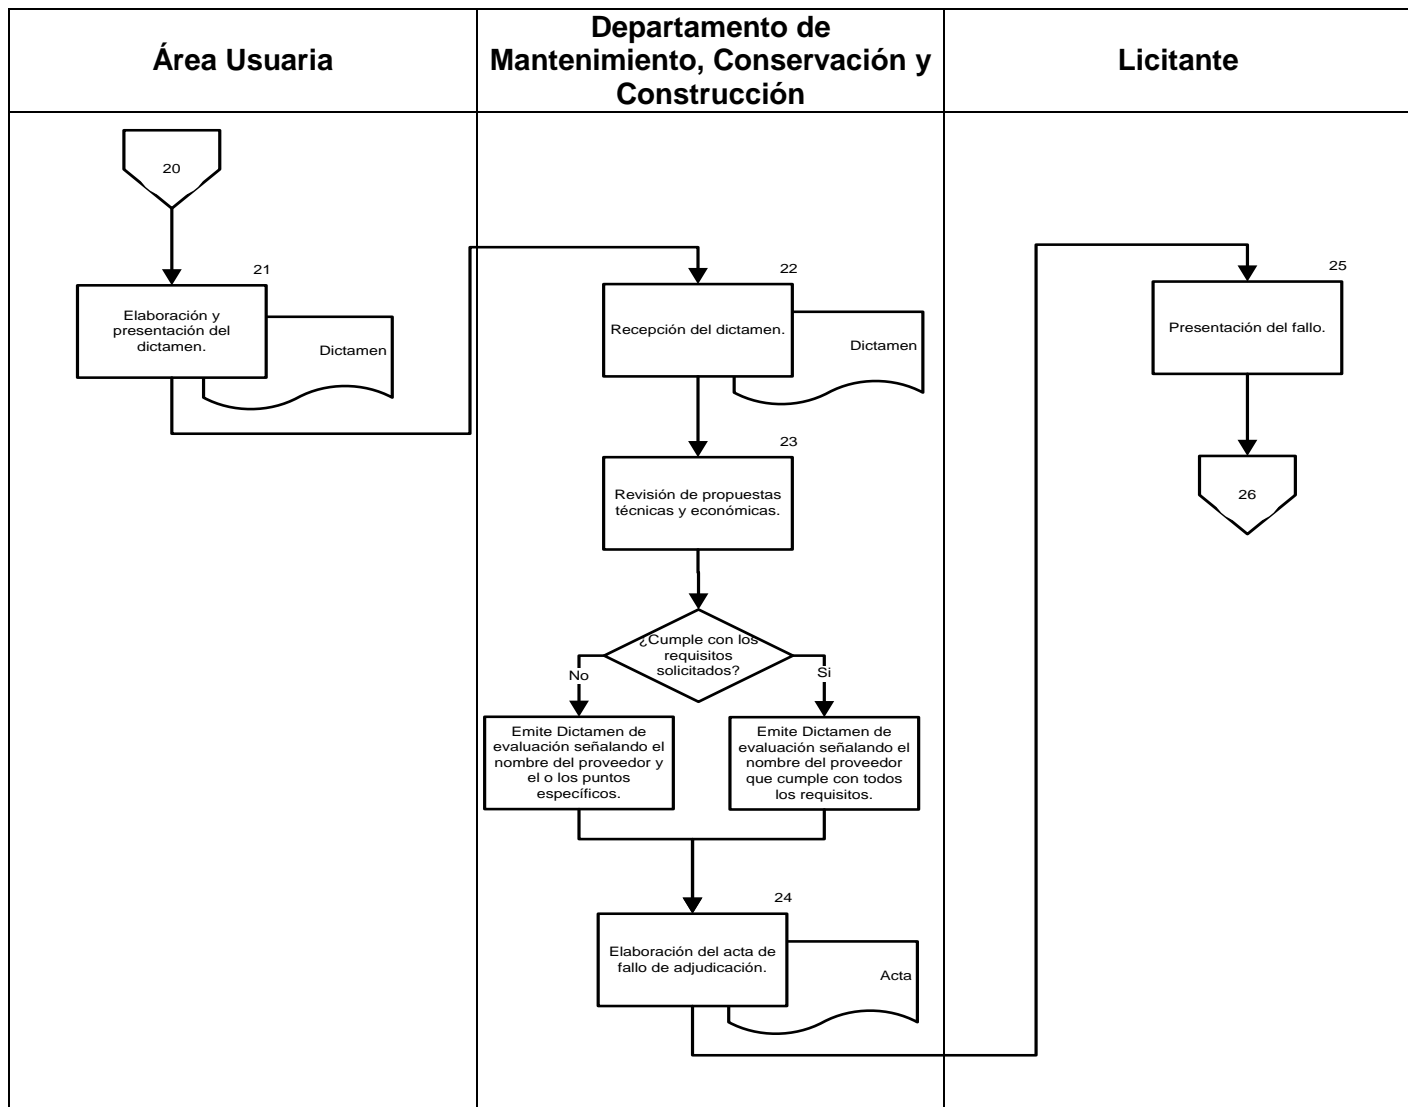 Área Usuaria
Departamento de
Mantenimiento, Conservación y
Construcción
Licitante
20
21
Elaboración y
presentación del
dictamen.
Dictamen
22
Recepción del dictamen.
Dictamen
23
Revisión de propuestas
técnicas y económicas.
¿Cumple con los
requisitos
solicitados?
No
Si
Emite Dictamen de
evaluación señalando el
nombre del proveedor y
el o los puntos
específicos.
Emite Dictamen de
evaluación señalando el
nombre del proveedor
que cumple con todos
los requisitos.
24
Elaboración del acta de
fallo de adjudicación.
Acta
25
Presentación del fallo.
26